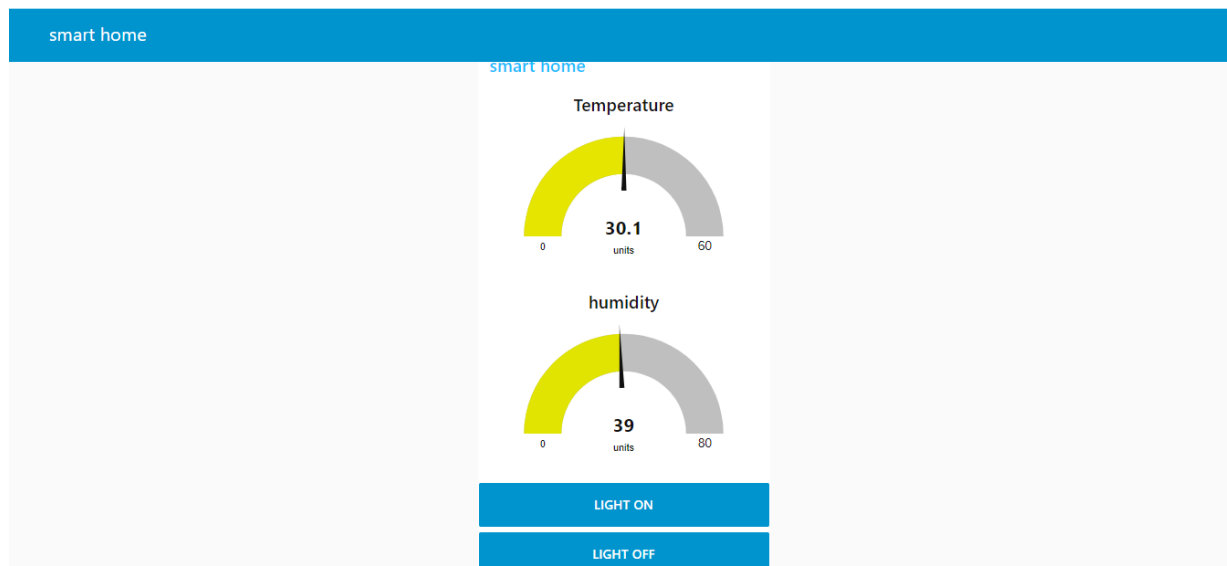 smart home
smart home
Temperature
30.1
0 units 60
humidity
39
0 units 80
LIGHT ON
LIGHT OFF